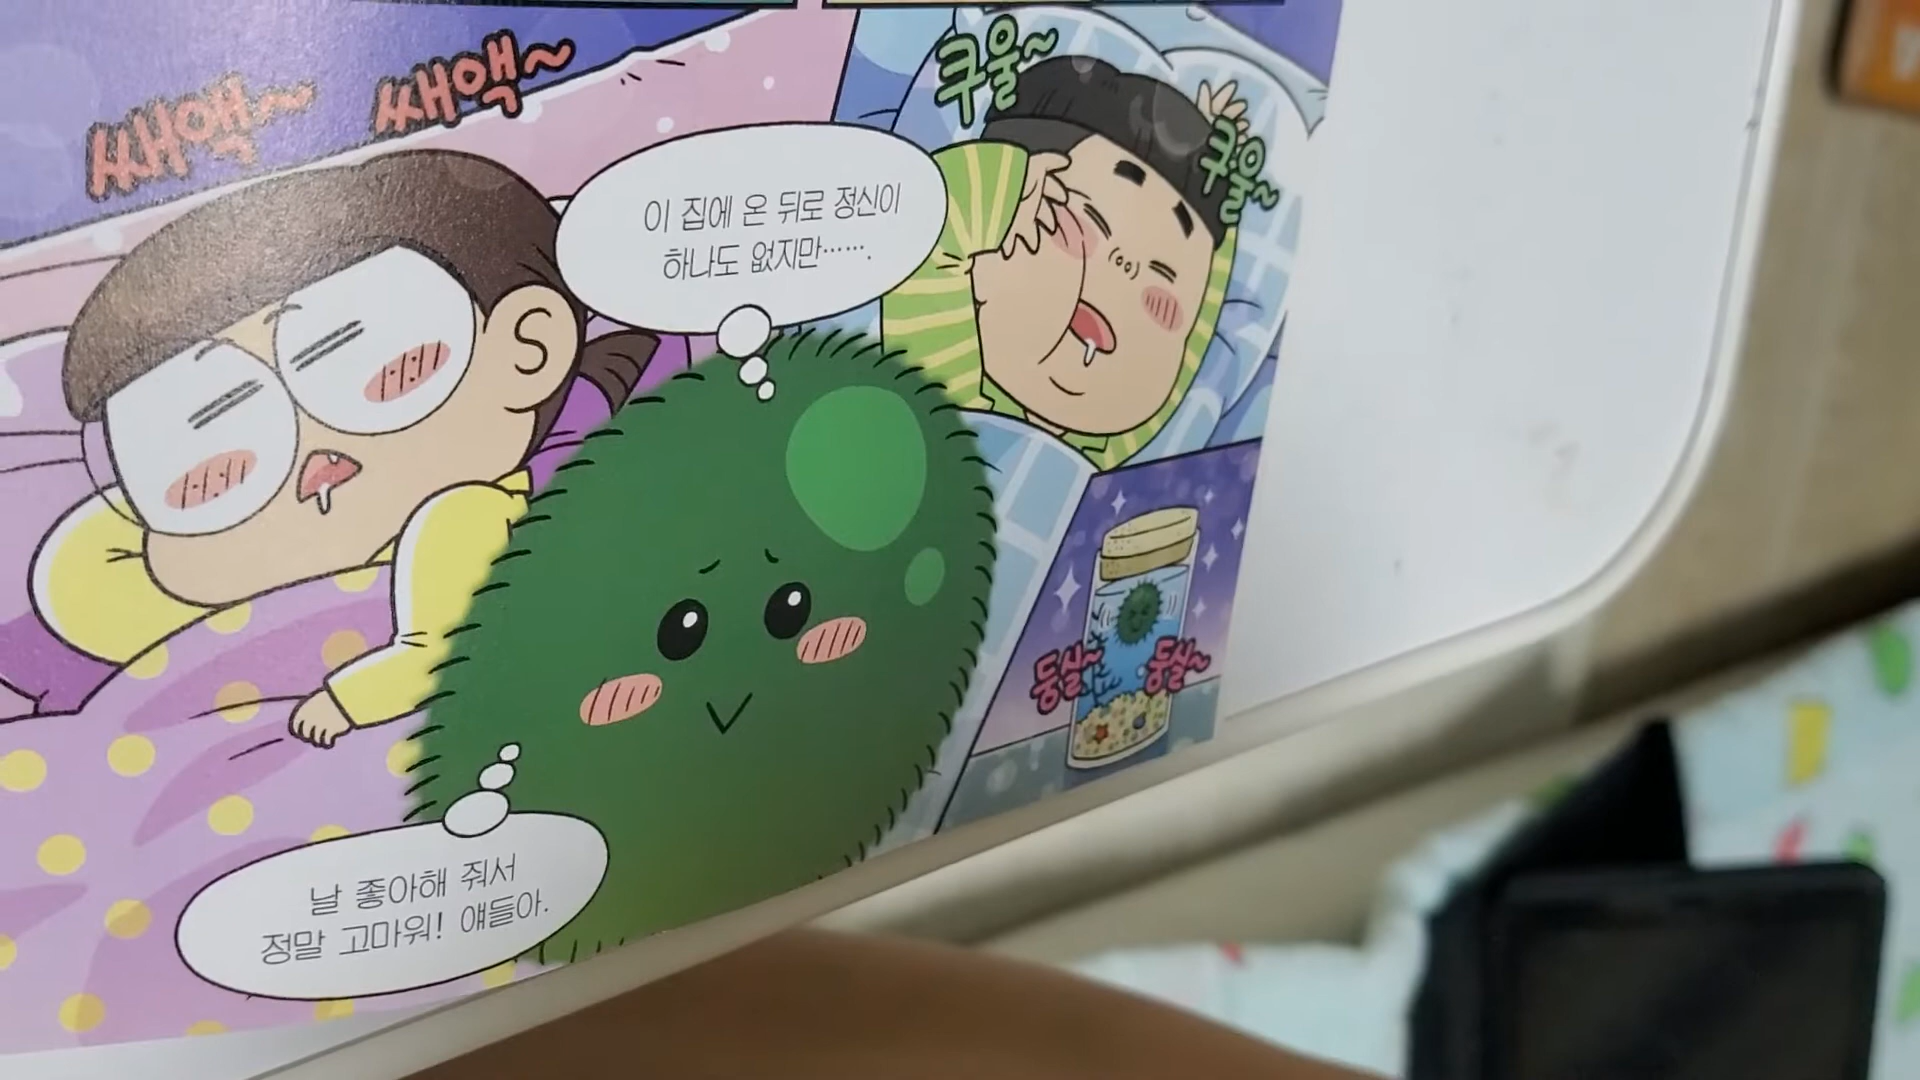 쌔액~
쌔액~
쿠울~
쿠울~
이 집에 온 뒤로 정신이
하나도 없지만…….
둥실~
둥실~
날 좋아해 줘서
정말 고마워! 얘들아.